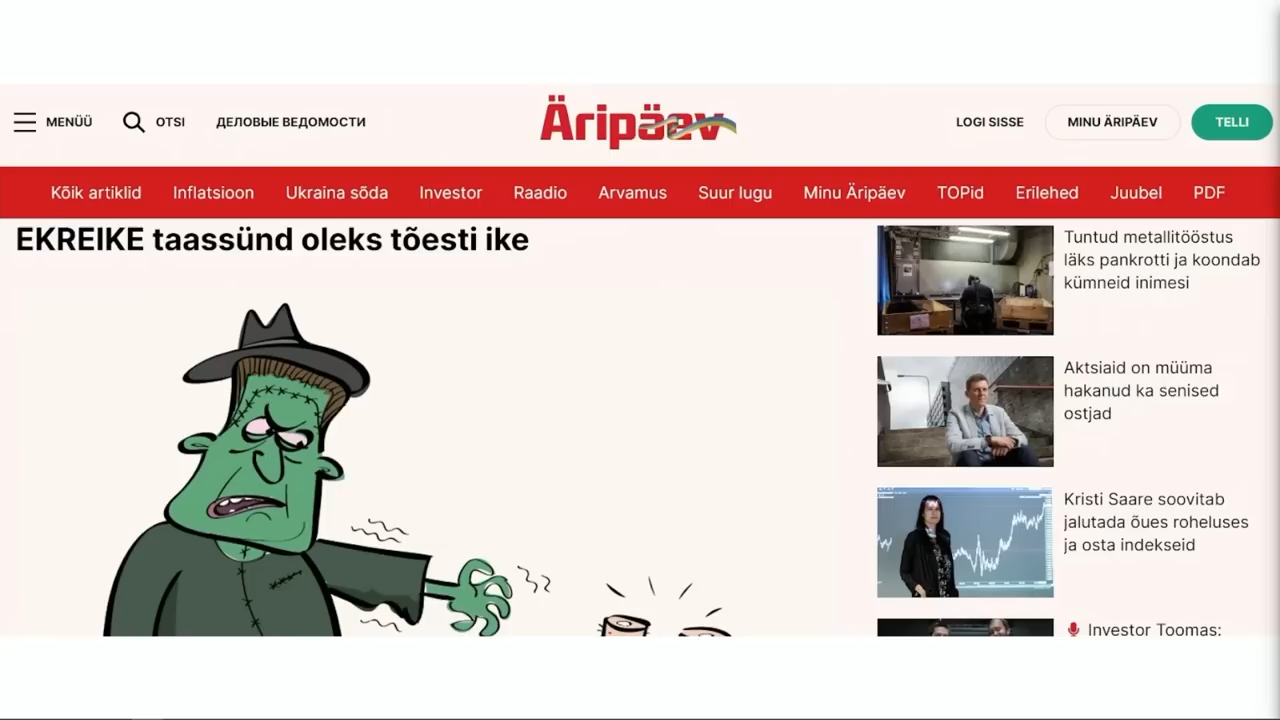 MENÜÜ
OTSI
ДЕЛОВЫЕ ВЕДОМОСТИ
Äripäev
LOGI SISSE
MINU ÄRIPÄEV
TELLI
Kõik artiklid
Inflatsioon
Ukraina sõda
Investor
Raadio
Arvamus
Suur lugu
Minu Äripäev
TOPid
Erilehed
Juubel
PDF
EKREIKE taassünd oleks tõesti ike
Tuntud metallitööstus
läks pankrotti ja koondab
kümneid inimesi
Aktsiaid on müüma
hakanud ka senised
ostjad
Kristi Saare soovitab
jalutada õues roheluses
ja osta indekseid
Investor Toomas: